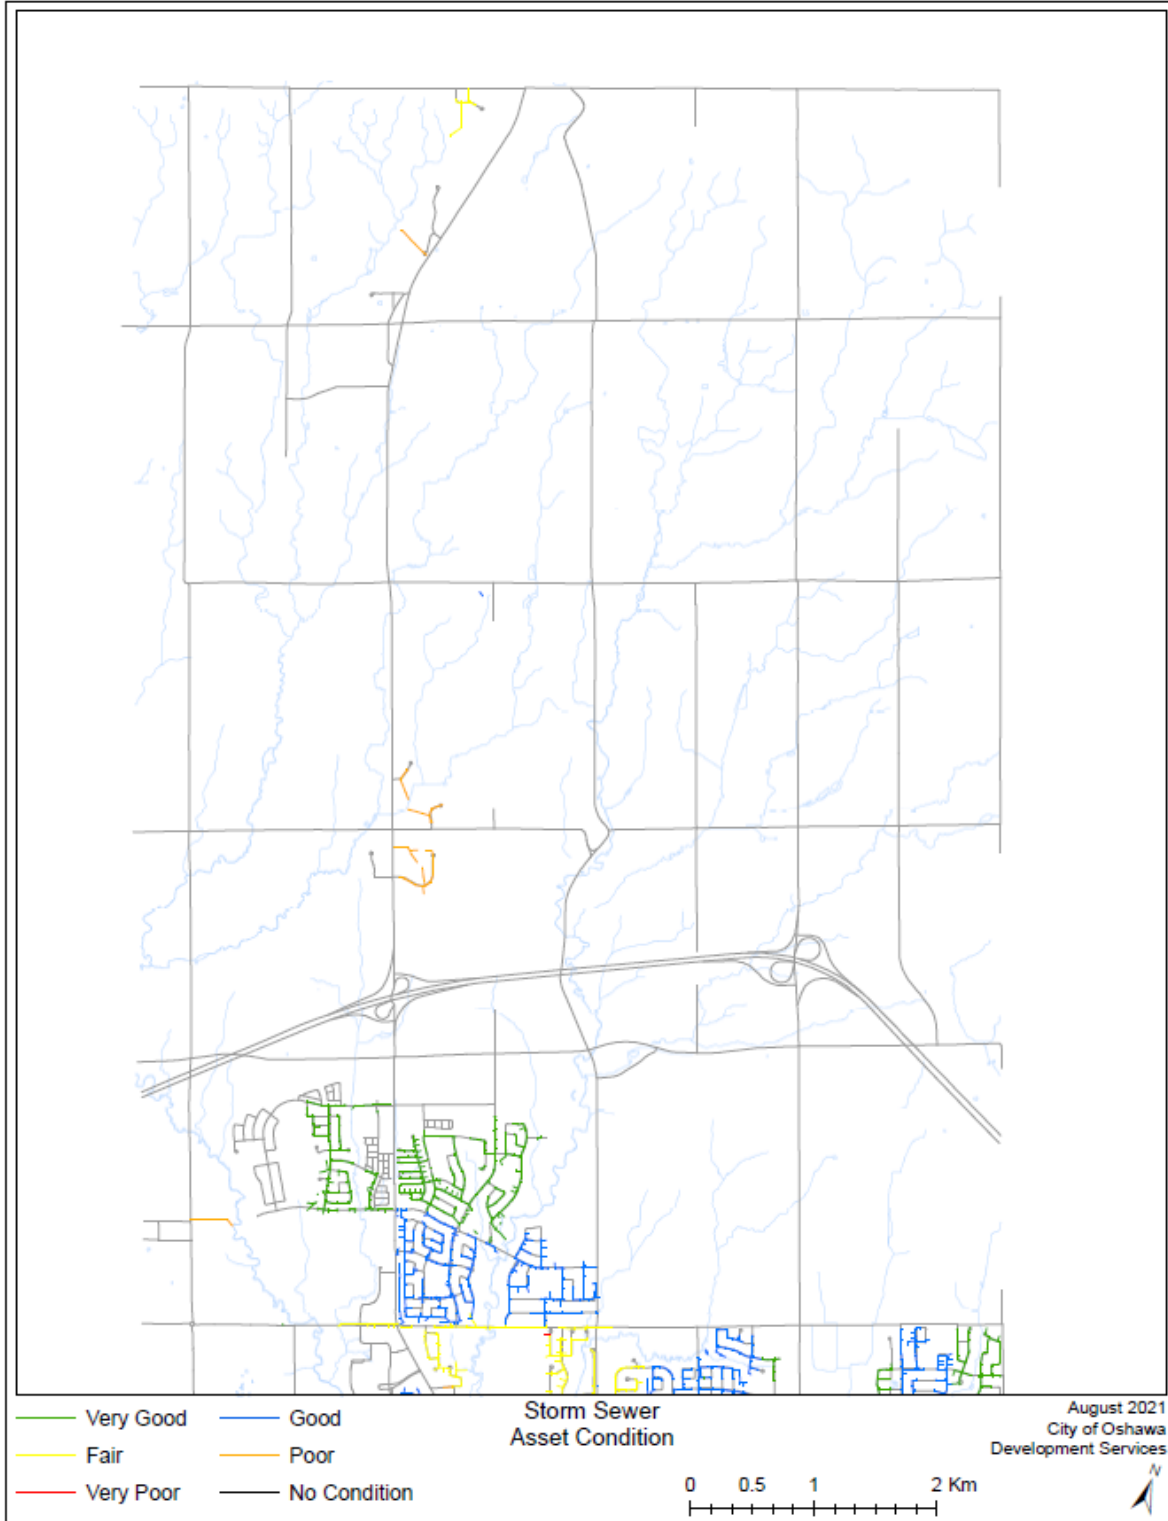 Very Good
Good
Fair
Poor
Very Poor
No Condition
Storm Sewer
Asset Condition
0 0.5 1 2 Km
August 2021
City of Oshawa
Development Services
N